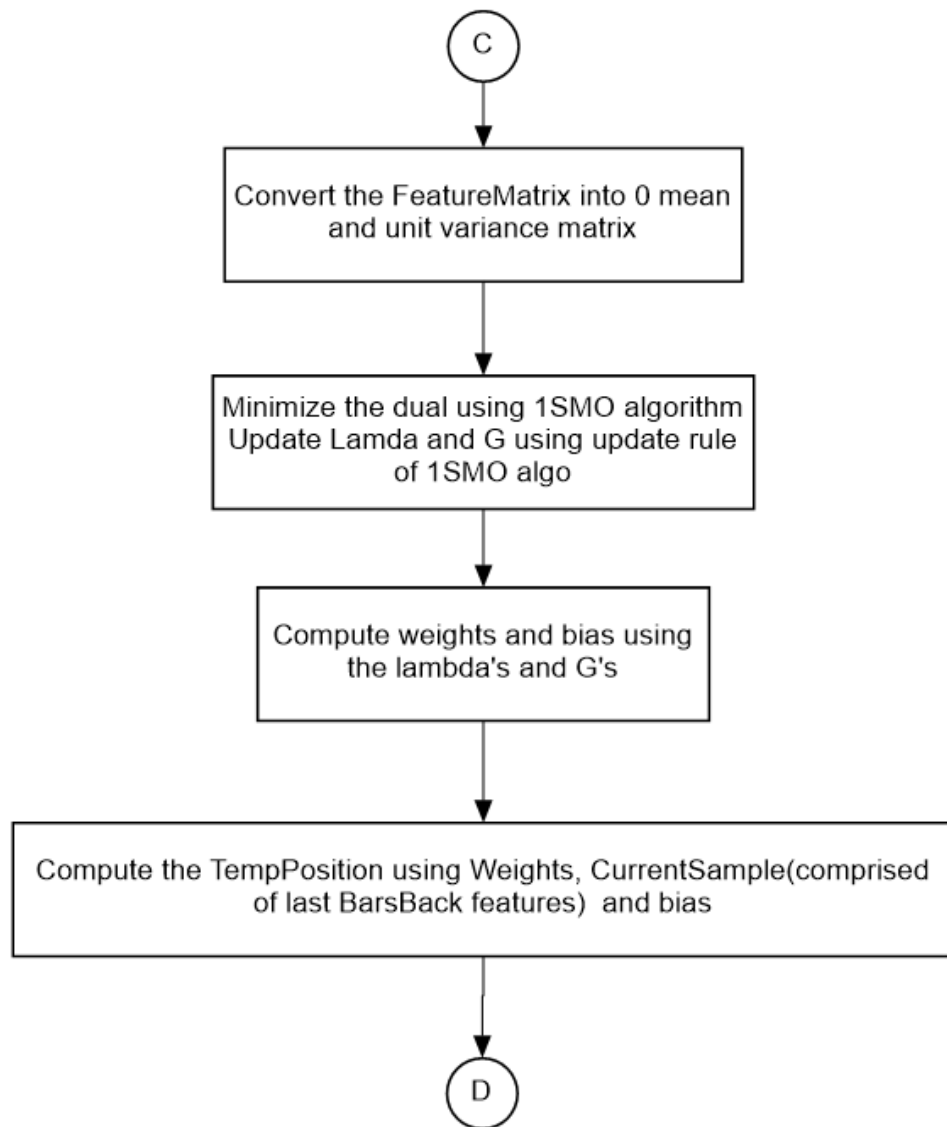 C
Convert the FeatureMatrix into 0 mean
and unit variance matrix
Minimize the dual using 1SMO algorithm
Update Lamda and G using update rule
of 1SMO algo
Compute weights and bias using
the lambda's and G's
Compute the TempPosition using Weights, CurrentSample(comprised
of last BarsBack features)  and bias
D